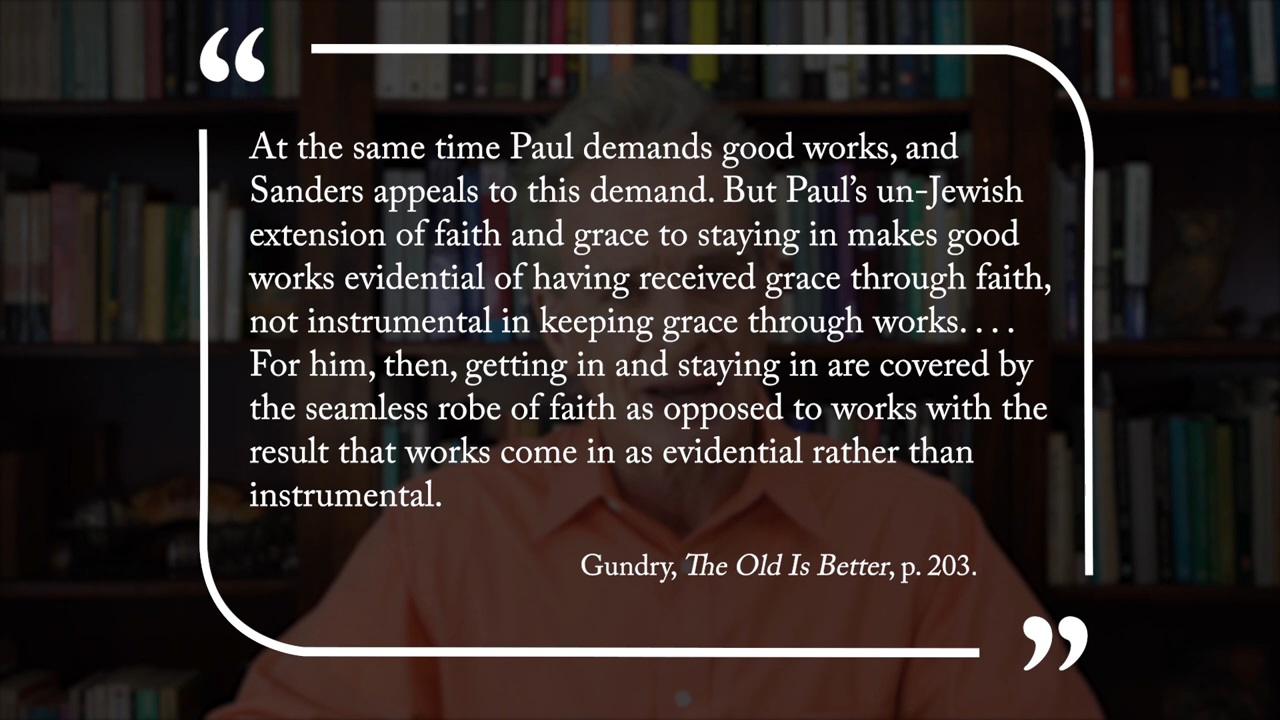 “
At the same time Paul demands good works, and
Sanders appeals to this demand. But Paul’s un-Jewish
extension of faith and grace to staying in makes good
works evidential of having received grace through faith,
not instrumental in keeping grace through works. . . .
For him, then, getting in and staying in are covered by
the seamless robe of faith as opposed to works with the
result that works come in as evidential rather than
instrumental.
Gundry, The Old Is Better, p. 203.
”